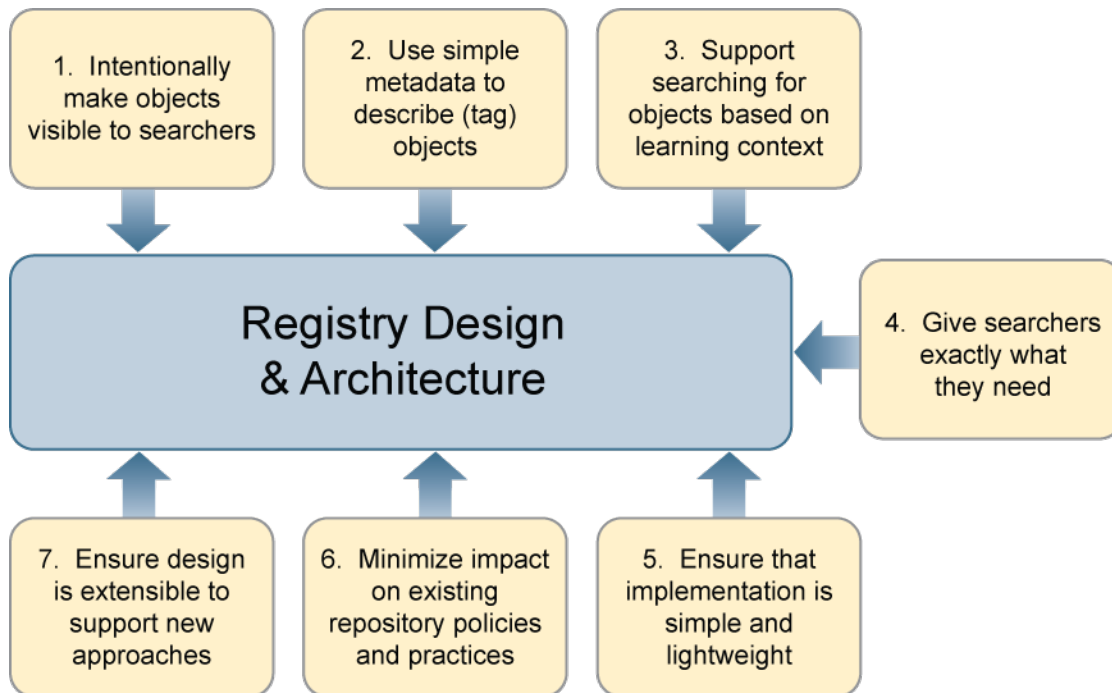 1. Intentionally
make objects
visible to searchers
2. Use simple
metadata to
describe (tag)
objects
3. Support
searching for
objects based on
learning context
Registry Design
& Architecture
4. Give searchers
exactly what
they need
7. Ensure design
is extensible to
support new
approaches
6. Minimize impact
on existing
repository policies
and practices
5. Ensure that
implementation is
simple and
lightweight